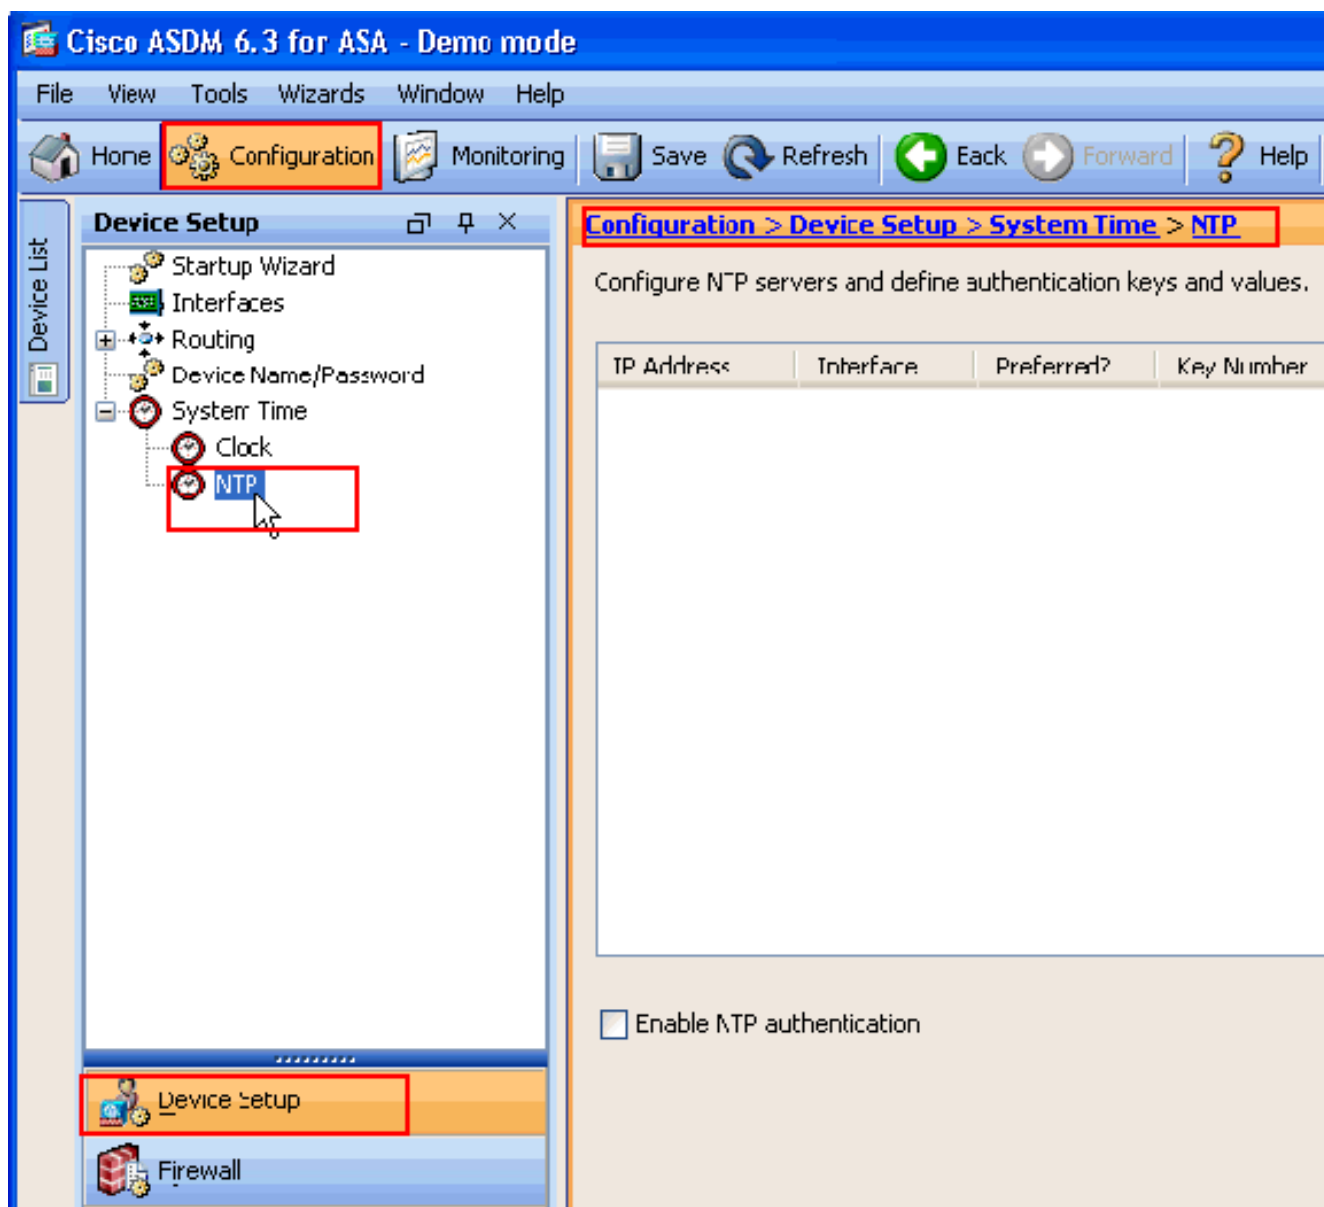 Cisco ASDM 6.3 for ASA - Demo mode
File View Tools Wizards Window Help
Home Configuration Monitoring Save Refresh Back Forward Help
Device List
Device Setup
Startup Wizard
Interfaces
Routing
Device Name/Password
System Time
Clock
NTP
Device Setup
Firewall
Configuration > Device Setup > System Time > NTP
Configure NTP servers and define authentication keys and values.
IP Address Interface Preferred? Key Number
Enable NTP authentication